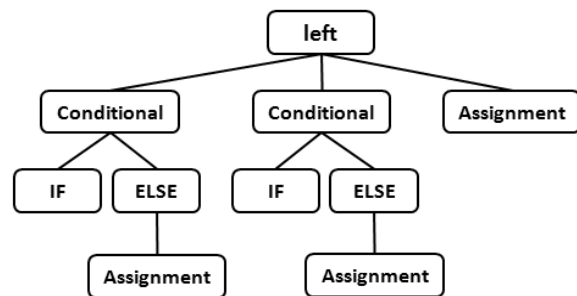 left
Conditional Conditional Assignment
IF ELSE IF ELSE
Assignment Assignment